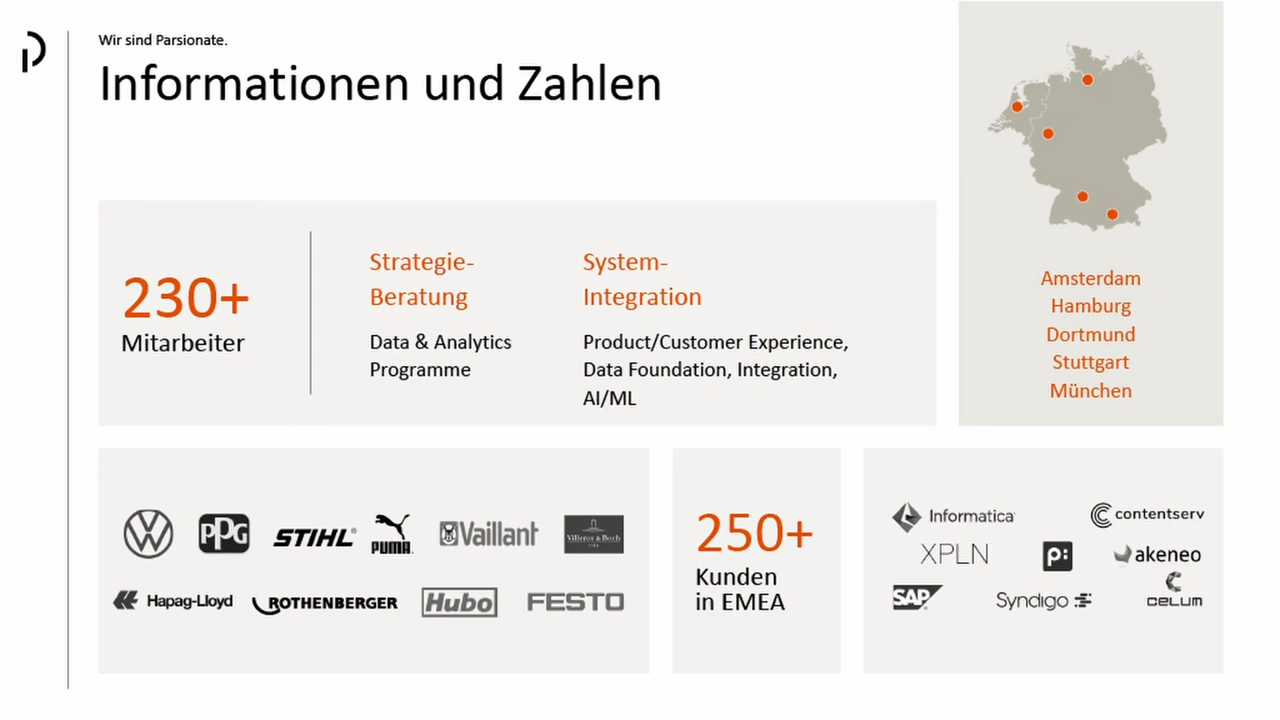 Wir sind Parsionate.
Informationen und Zahlen
230+
Mitarbeiter
Strategie-
Beratung
Data & Analytics
Programme
System-
Integration
Product/Customer Experience,
Data Foundation, Integration,
AI/ML
Amsterdam
Hamburg
Dortmund
Stuttgart
München
PPG
STIHL®
PUMA
Vaillant
Villeroy & Boch
1748
Hapag-Lloyd
ROTHENBERGER
Hubo
FESTO
250+
Kunden
in EMEA
Informatica
contentserv
XPLN
p:
akeneo
SAP
Syndigo
CELUM